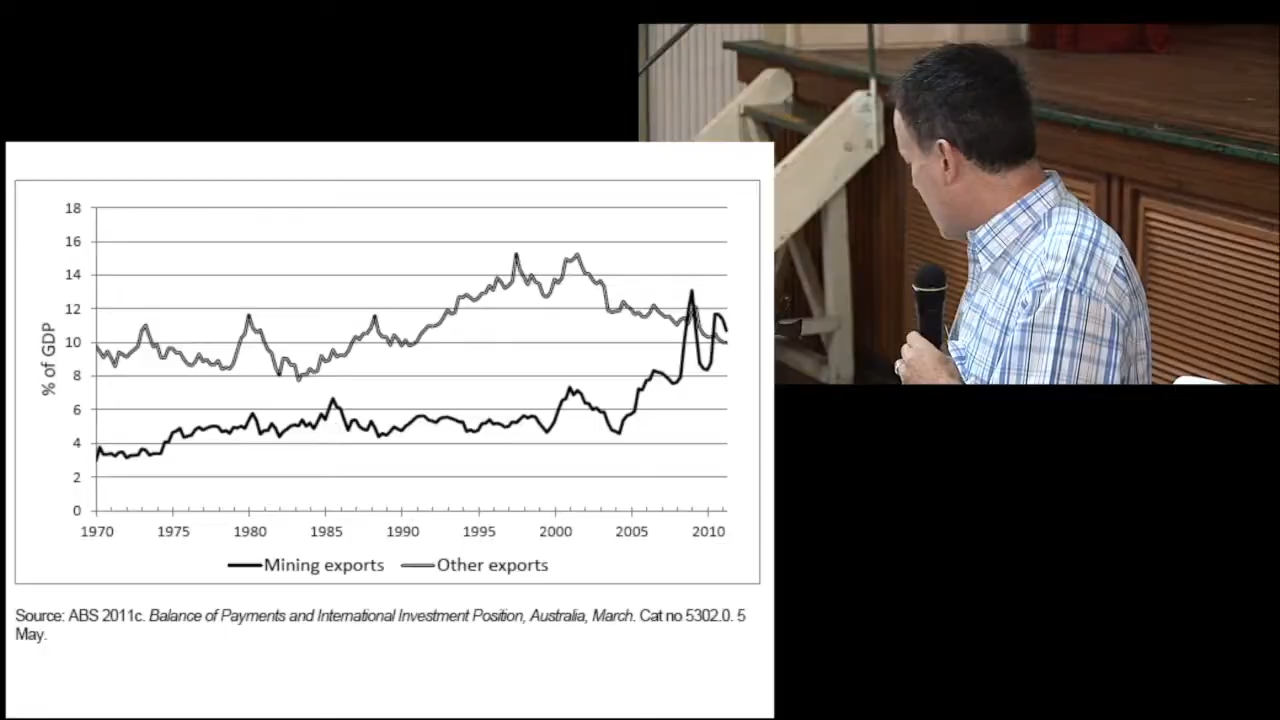 18
16
14
12
10
8
6
4
2
0
% of GDP
1970 1975 1980 1985 1990 1995 2000 2005 2010
Mining exports Other exports
Source: ABS 2011c. Balance of Payments and International Investment Position, Australia, March. Cat no 5302.0. 5
May.